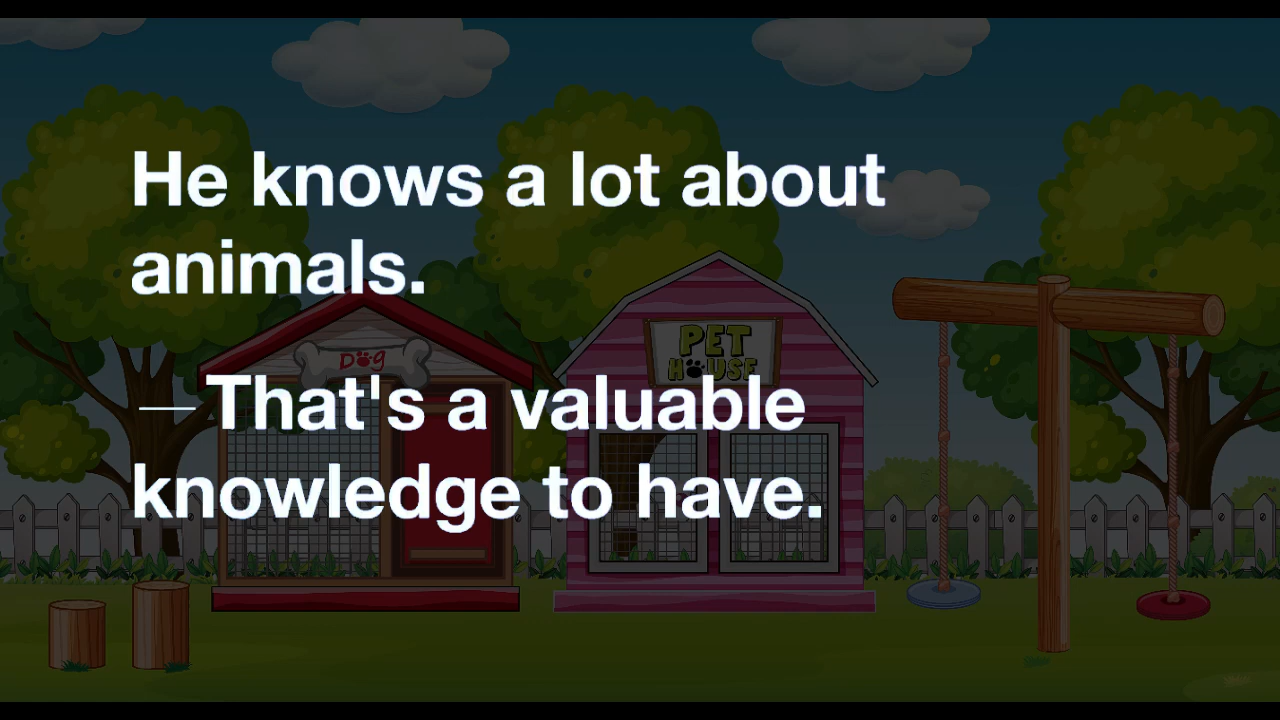 He knows a lot about
animals.
Dog
PET
HOUSE
—That's a valuable
knowledge to have.